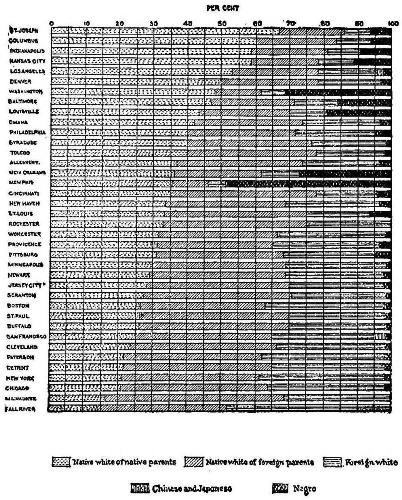 PER CENT
0 10 20 30 40 50 60 70 80 90 100
ST. JOSEPH
COLUMBUS
INDIANAPOLIS
KANSAS CITY
LOS ANGELES
DENVER
WASHINGTON
BALTIMORE
LOUISVILLE
OMAHA
PHILADELPHIA
SYRACUSE
TOLEDO
ALLEGHENY
NEW ORLEANS
MEMPHIS
CINCINNATI
NEW HAVEN
ST. LOUIS
ROCHESTER
WORCESTER
PROVIDENCE
PITTSBURG
MINNEAPOLIS
NEWARK
JERSEY CITY
SCRANTON
BOSTON
ST. PAUL
BUFFALO
SAN FRANCISCO
CLEVELAND
PATERSON
DETROIT
NEW YORK
CHICAGO
MILWAUKEE
FALL RIVER
Native white of native parents Native white of foreign parents Foreign white
Chinese and Japanese Negro